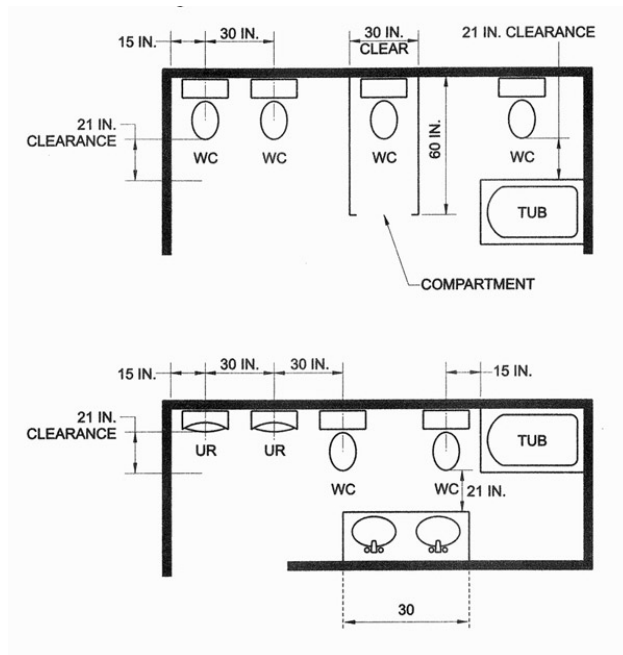 15 IN.
30 IN.
30 IN.
CLEAR
21 IN. CLEARANCE
21 IN.
CLEARANCE
WC
WC
WC
60 IN.
WC
TUB
COMPARTMENT
15 IN.
30 IN.
30 IN.
15 IN.
21 IN.
CLEARANCE
UR
UR
WC
WC
21 IN.
TUB
30